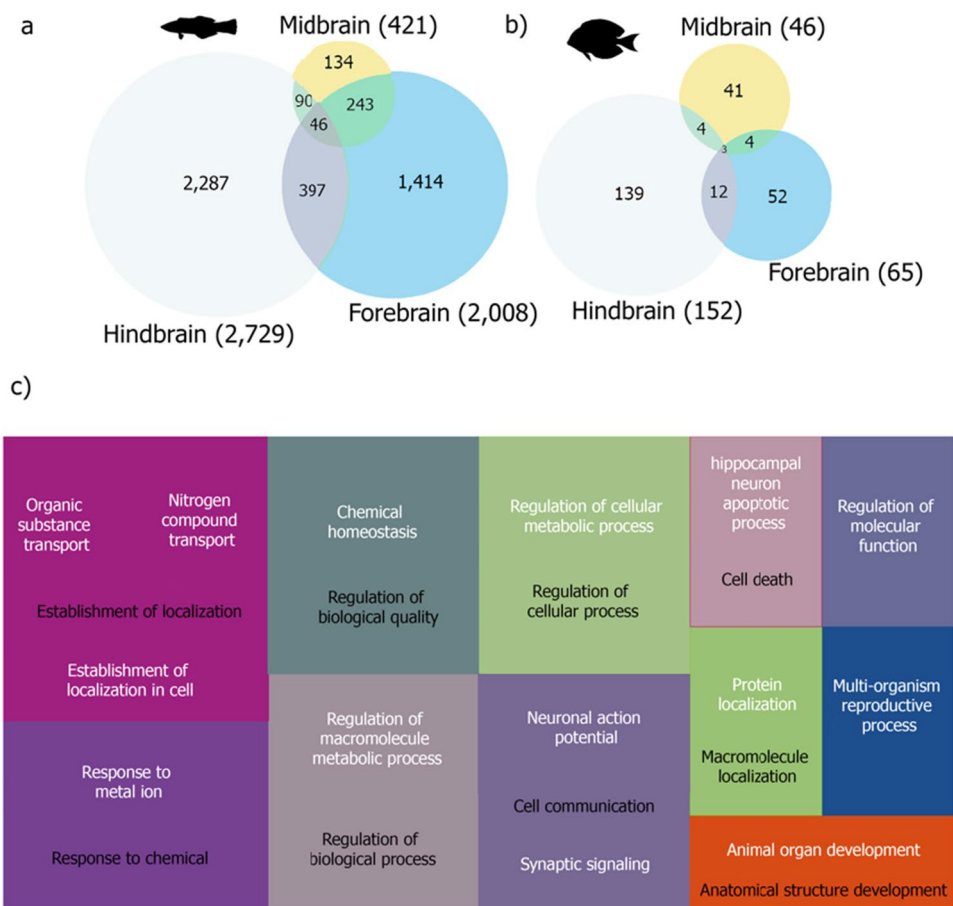 a
Midbrain (421)
134
90
243
46
2,287
397
1,414
Hindbrain (2,729)
Forebrain (2,008)
b)
Midbrain (46)
41
4
4
3
139
12
52
Forebrain (65)
Hindbrain (152)
c)
Organic
substance
transport
Nitrogen
compound
transport
Establishment of localization
Establishment of
localization in cell
Response to
metal ion
Response to chemical
Chemical
homeostasis
Regulation of
biological quality
Regulation of
macromolecule
metabolic process
Regulation of
biological process
Regulation of cellular
metabolic process
Regulation of
cellular process
Neuronal action
potential
Cell communication
Synaptic signaling
hippocampal
neuron
apoptotic
process
Cell death
Regulation of
molecular
function
Protein
localization
Macromolecule
localization
Multi-organism
reproductive
process
Animal organ development
Anatomical structure development